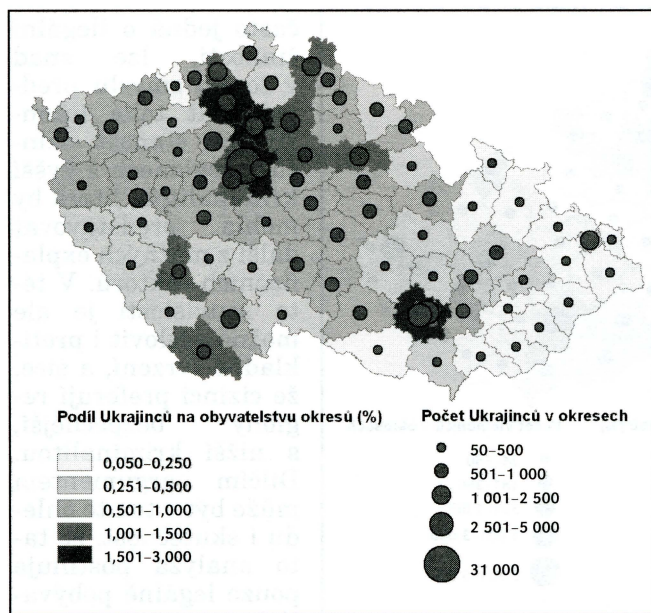 Podíl Ukrajinců na obyvatelstvu okresů (%)
0,050–0,250
0,251–0,500
0,501–1,000
1,001–1,500
1,501–3,000
Počet Ukrajinců v okresech
50–500
501–1 000
1 001–2 500
2 501–5 000
31 000